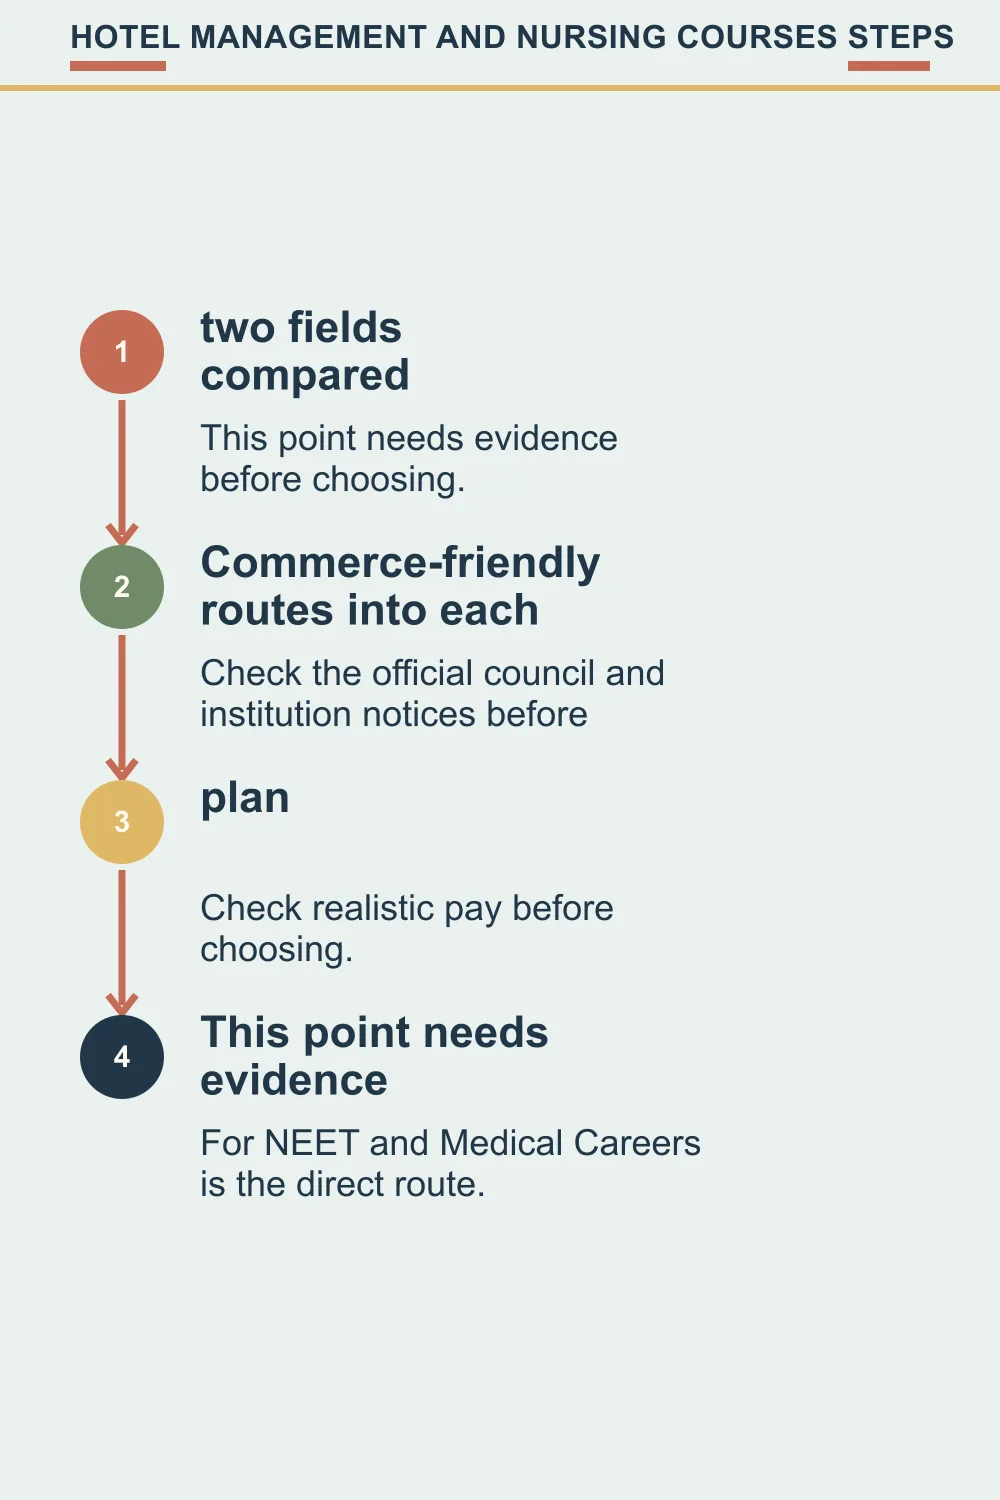 HOTEL MANAGEMENT AND NURSING COURSES STEPS
1
two fields
compared
This point needs evidence
before choosing.
2
Commerce-friendly
routes into each
Check the official council and
institution notices before
3
plan
Check realistic pay before
choosing.
4
This point needs
evidence
For NEET and Medical Careers
is the direct route.